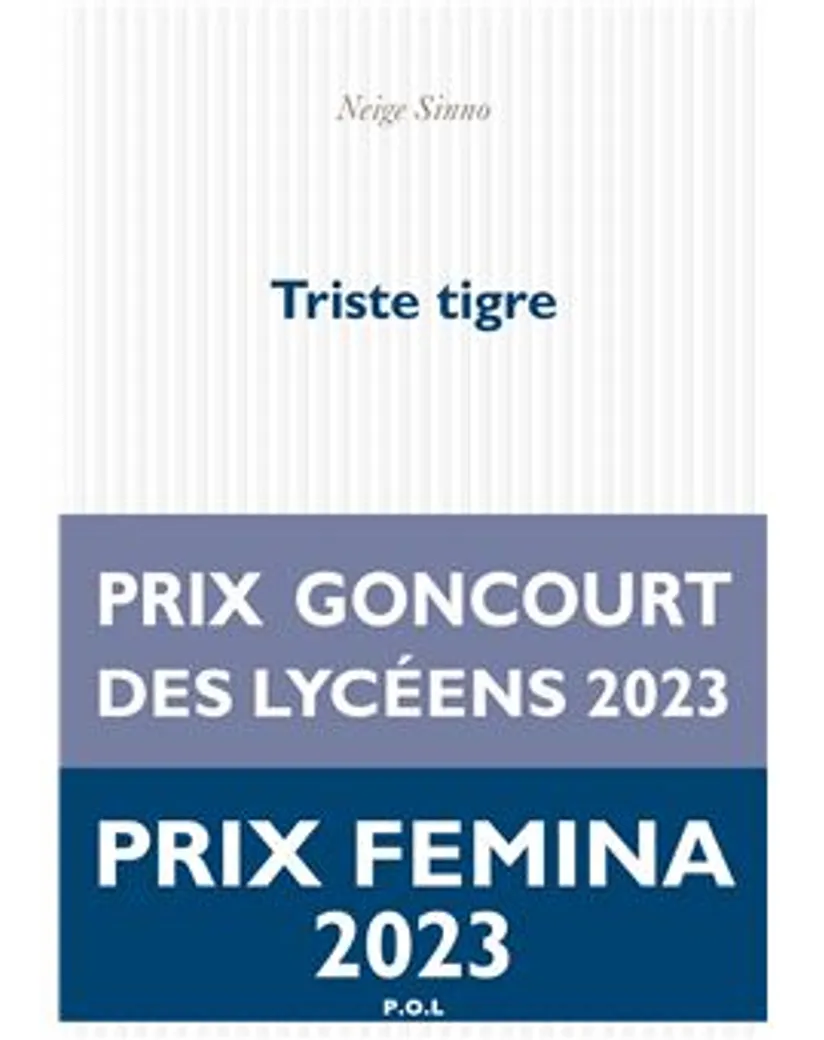 Neige Sinno
Triste tigre
PRIX GONCOURT
DES LYCÉENS 2023
PRIX FEMINA
2023
P.O.L